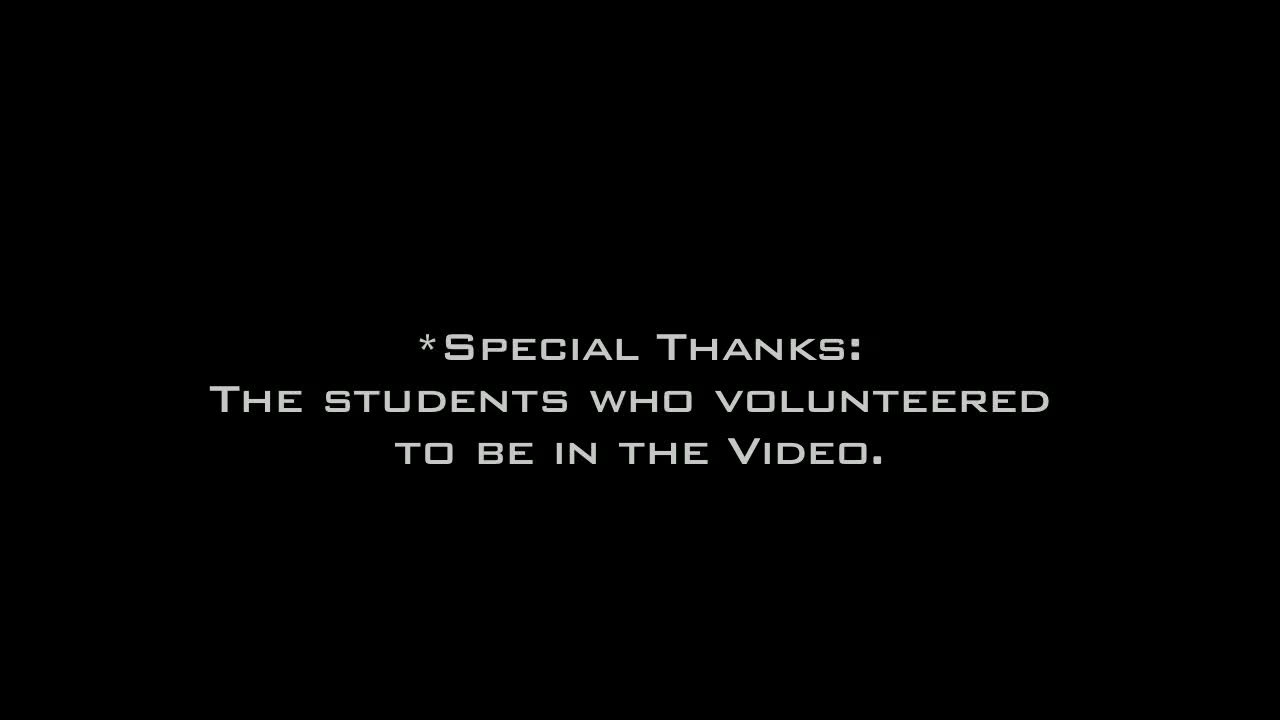 *Special Thanks:
The students who volunteered
to be in the Video.